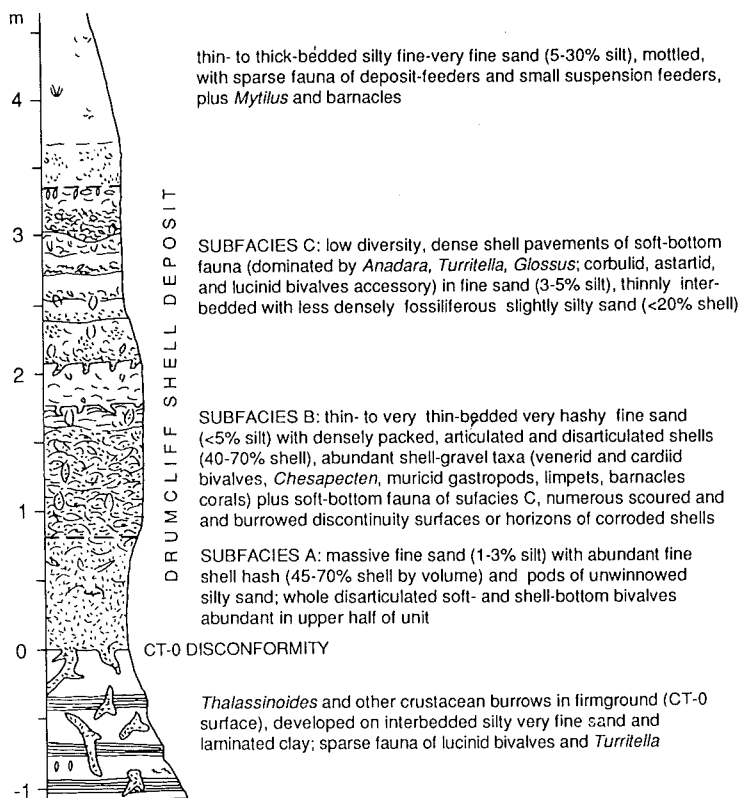 m
thin- to thick-bedded silty fine-very fine sand (5-30% silt), mottled,
with sparse fauna of deposit-feeders and small suspension feeders,
plus Mytilus and barnacles
4
3
2
1
0
-1
DRUMCLIFF SHELL DEPOSIT
SUBFACIES C: low diversity, dense shell pavements of soft-bottom
fauna (dominated by Anadara, Turritella, Glossus; corbulid, astartid,
and lucinid bivalves accessory) in fine sand (3-5% silt), thinnly inter-
bedded with less densely fossiliferous slightly silty sand (<20% shell)
SUBFACIES B: thin- to very thin-bedded very hashy fine sand
(<5% silt) with densely packed, articulated and disarticulated shells
(40-70% shell), abundant shell-gravel taxa (venerid and cardiid
bivalves, Chesapecten, muricid gastropods, limpets, barnacles
corals) plus soft-bottom fauna of sufacies C, numerous scoured and
and burrowed discontinuity surfaces or horizons of corroded shells
SUBFACIES A: massive fine sand (1-3% silt) with abundant fine
shell hash (45-70% shell by volume) and pods of unwinnowed
silty sand; whole disarticulated soft- and shell-bottom bivalves
abundant in upper half of unit
CT-0 DISCONFORMITY
Thalassinoides and other crustacean burrows in firmground (CT-0
surface), developed on interbedded silty very fine sand and
laminated clay; sparse fauna of lucinid bivalves and Turritella